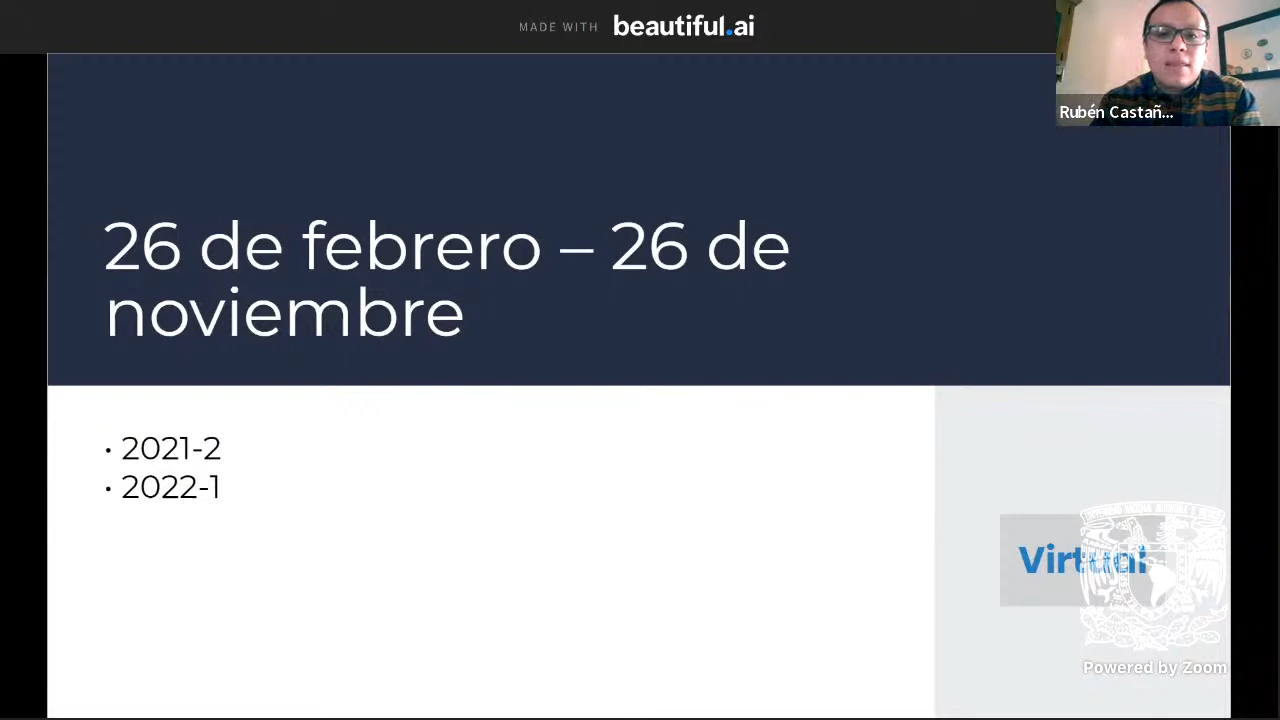 MADE WITH beautiful.ai
Rubén Castañ...
26 de febrero – 26 de
noviembre
• 2021-2
• 2022-1
Virtual
Powered by Zoom